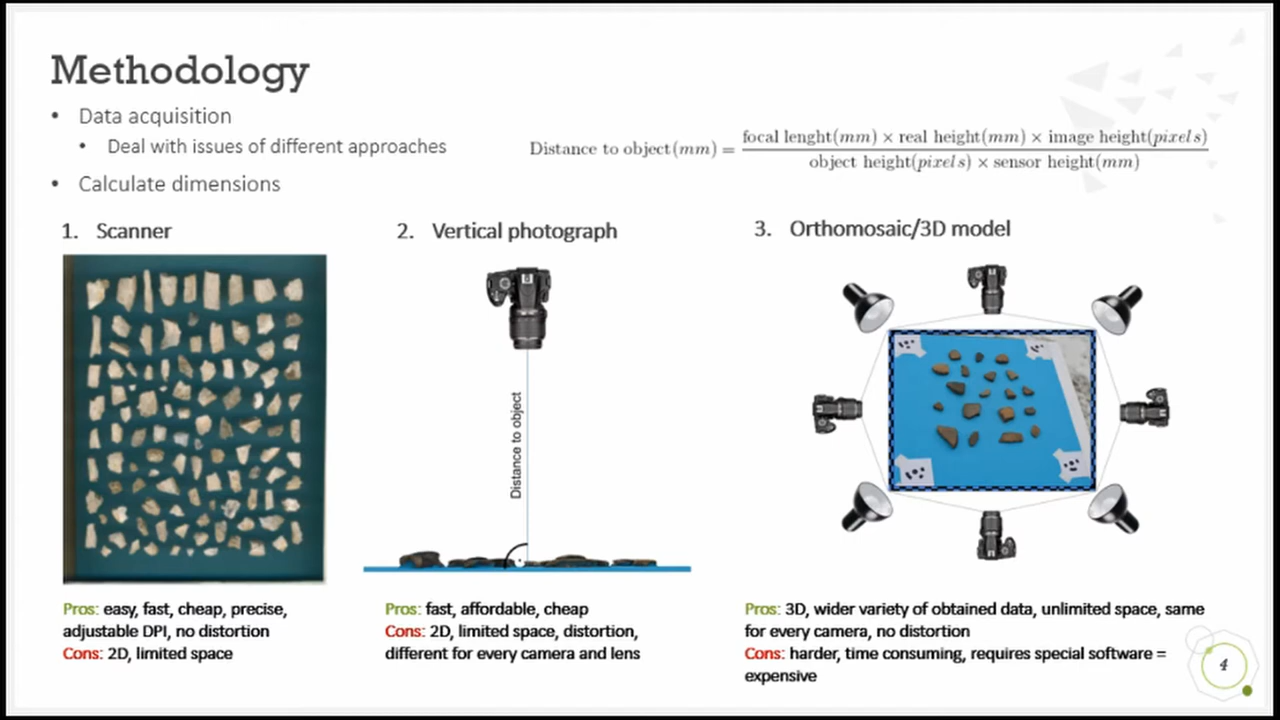 Methodology
• Data acquisition
• Deal with issues of different approaches
• Calculate dimensions
Distance to object(mm) = focal lenght(mm) × real height(mm) × image height(pixels)
object height(pixels) × sensor height(mm)
1. Scanner
2. Vertical photograph
3. Orthomosaic/3D model
Distance to object
Pros: easy, fast, cheap, precise,
adjustable DPI, no distortion
Cons: 2D, limited space
Pros: fast, affordable, cheap
Cons: 2D, limited space, distortion,
different for every camera and lens
Pros: 3D, wider variety of obtained data, unlimited space, same
for every camera, no distortion
Cons: harder, time consuming, requires special software =
expensive
4